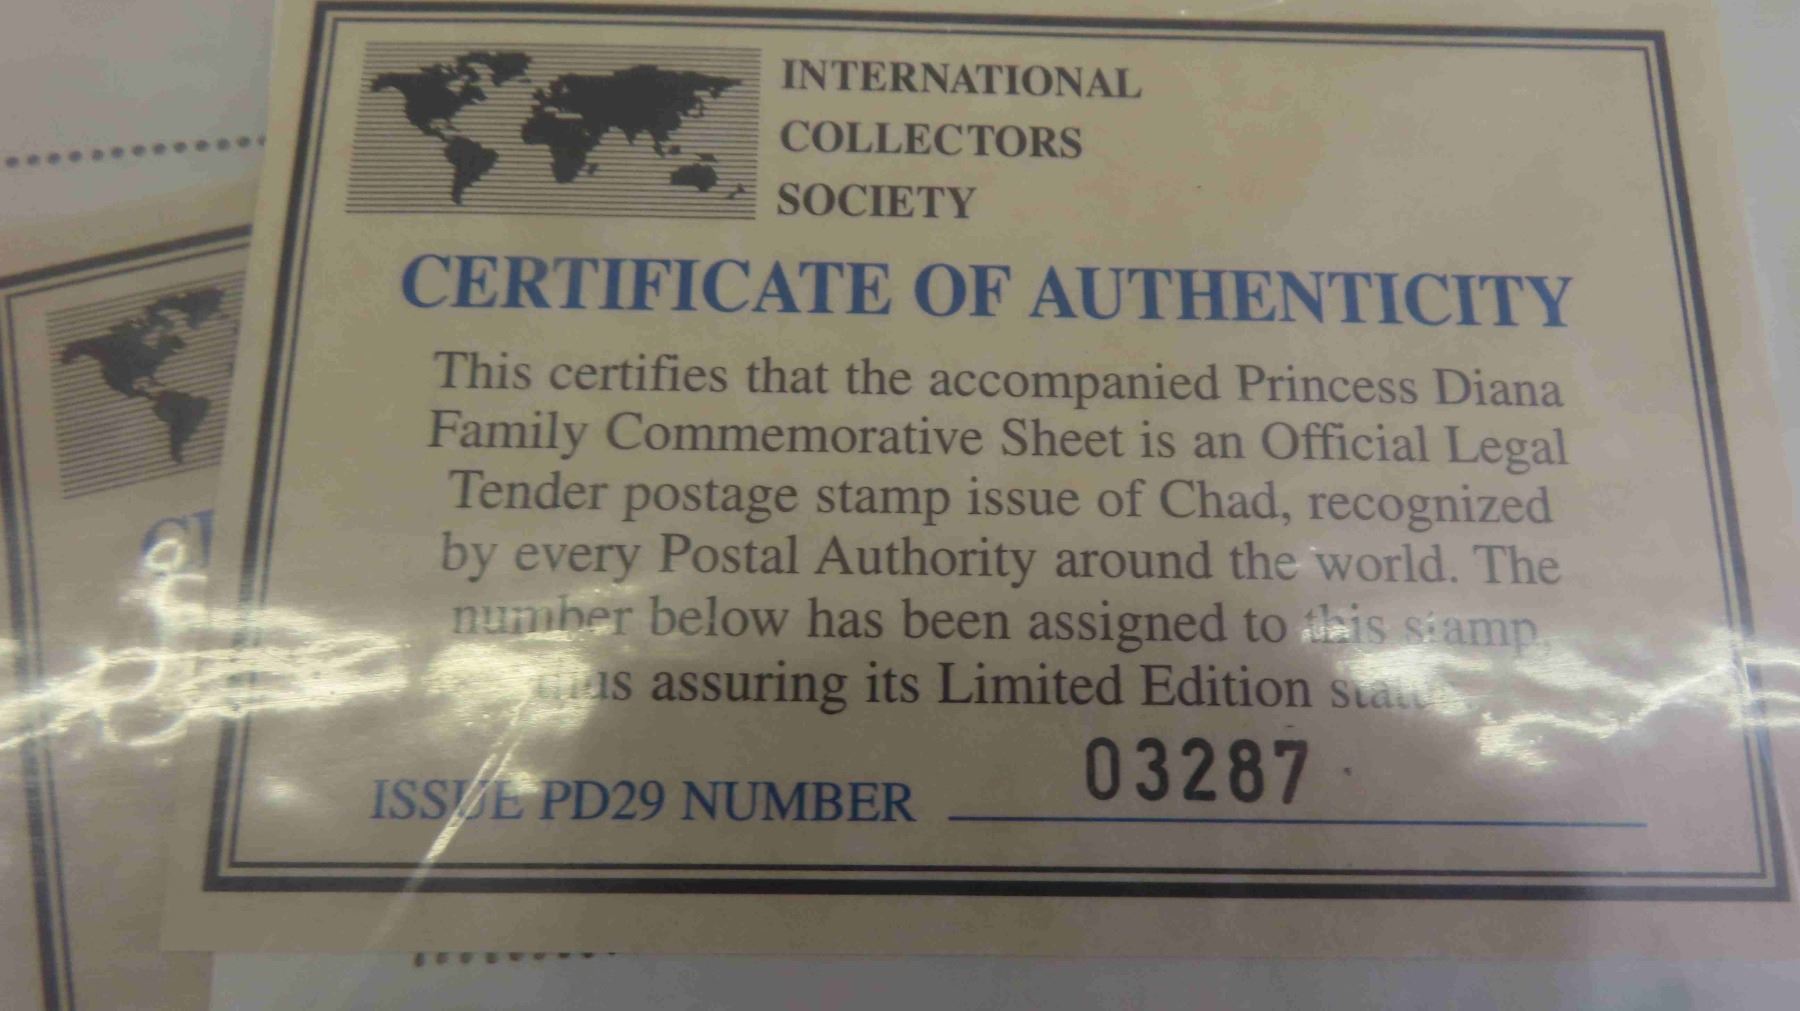 INTERNATIONAL
COLLECTORS
SOCIETY
CERTIFICATE OF AUTHENTICITY
This certifies that the accompanied Princess Diana
Family Commemorative Sheet is an Official Legal
Tender postage stamp issue of Chad, recognized
by every Postal Authority around the world. The
number below has been assigned to this stamp,
assuring its Limited Edition
03287
ISSUE PD29 NUMBER